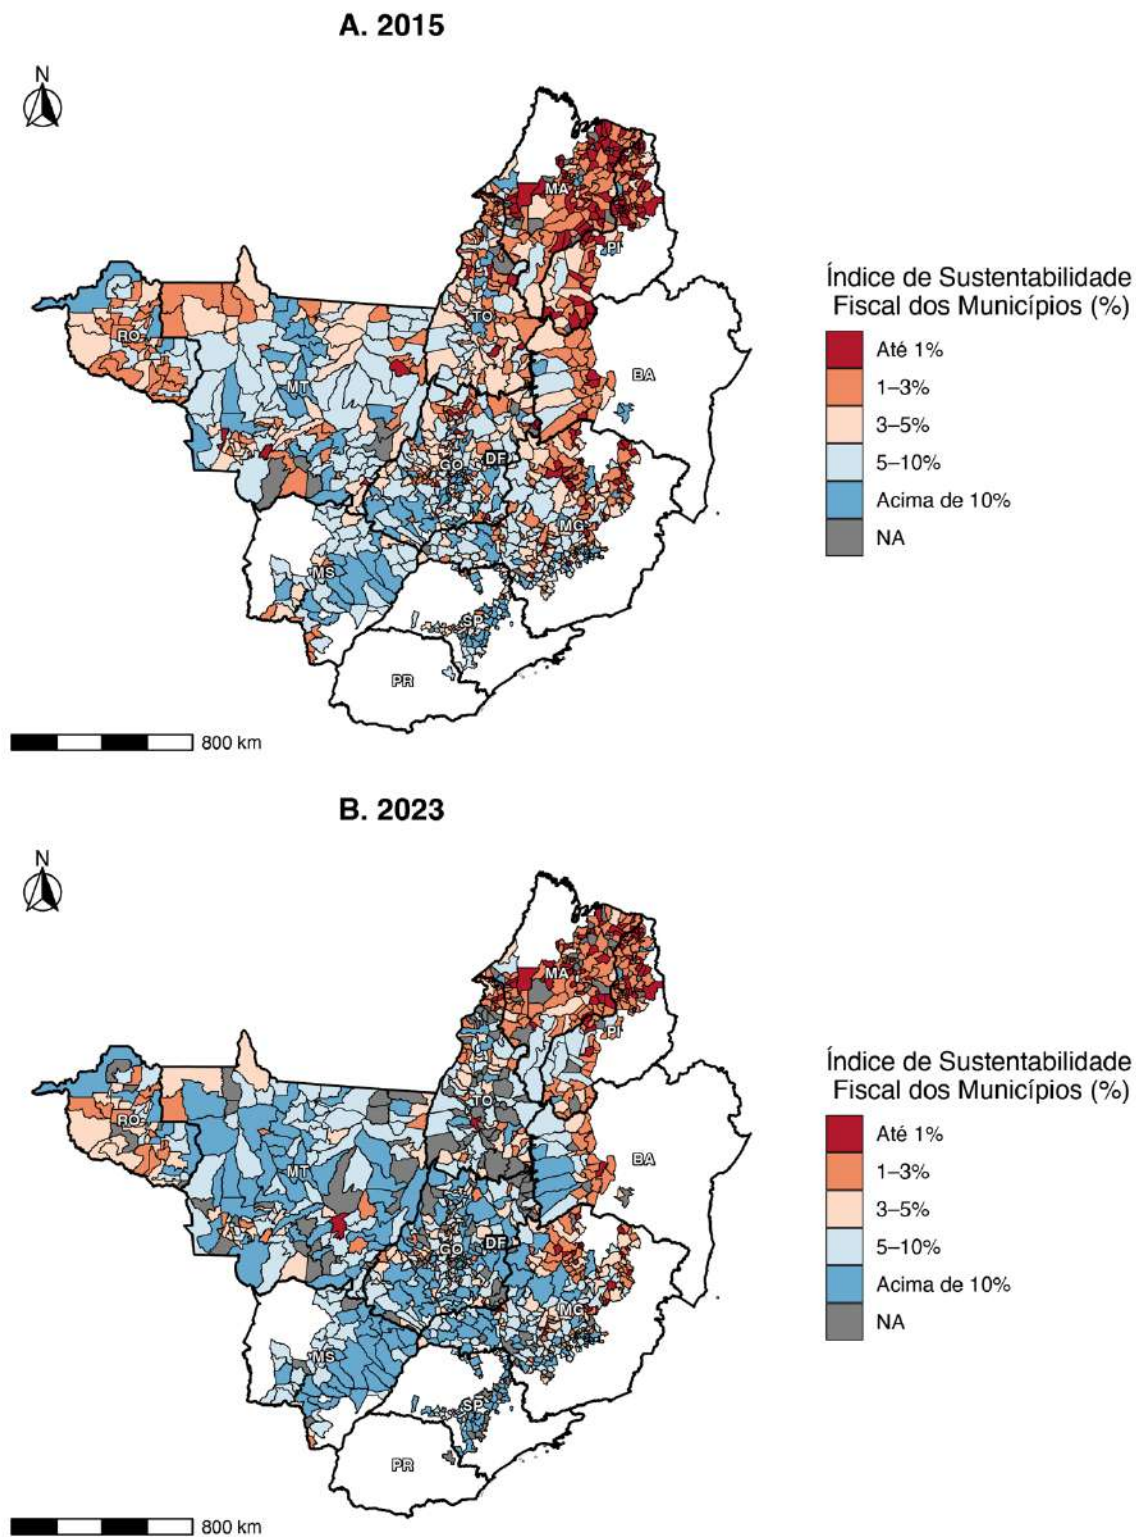 A. 2015
N
MA
PI
TO
RO
MT
BA
GO
DF
MG
MS
SP
PR
800 km
Índice de Sustentabilidade
Fiscal dos Municípios (%)
Até 1%
1–3%
3–5%
5–10%
Acima de 10%
NA
B. 2023
N
MA
PI
TO
RO
MT
BA
GO
DF
MG
MS
SP
PR
800 km
Índice de Sustentabilidade
Fiscal dos Municípios (%)
Até 1%
1–3%
3–5%
5–10%
Acima de 10%
NA